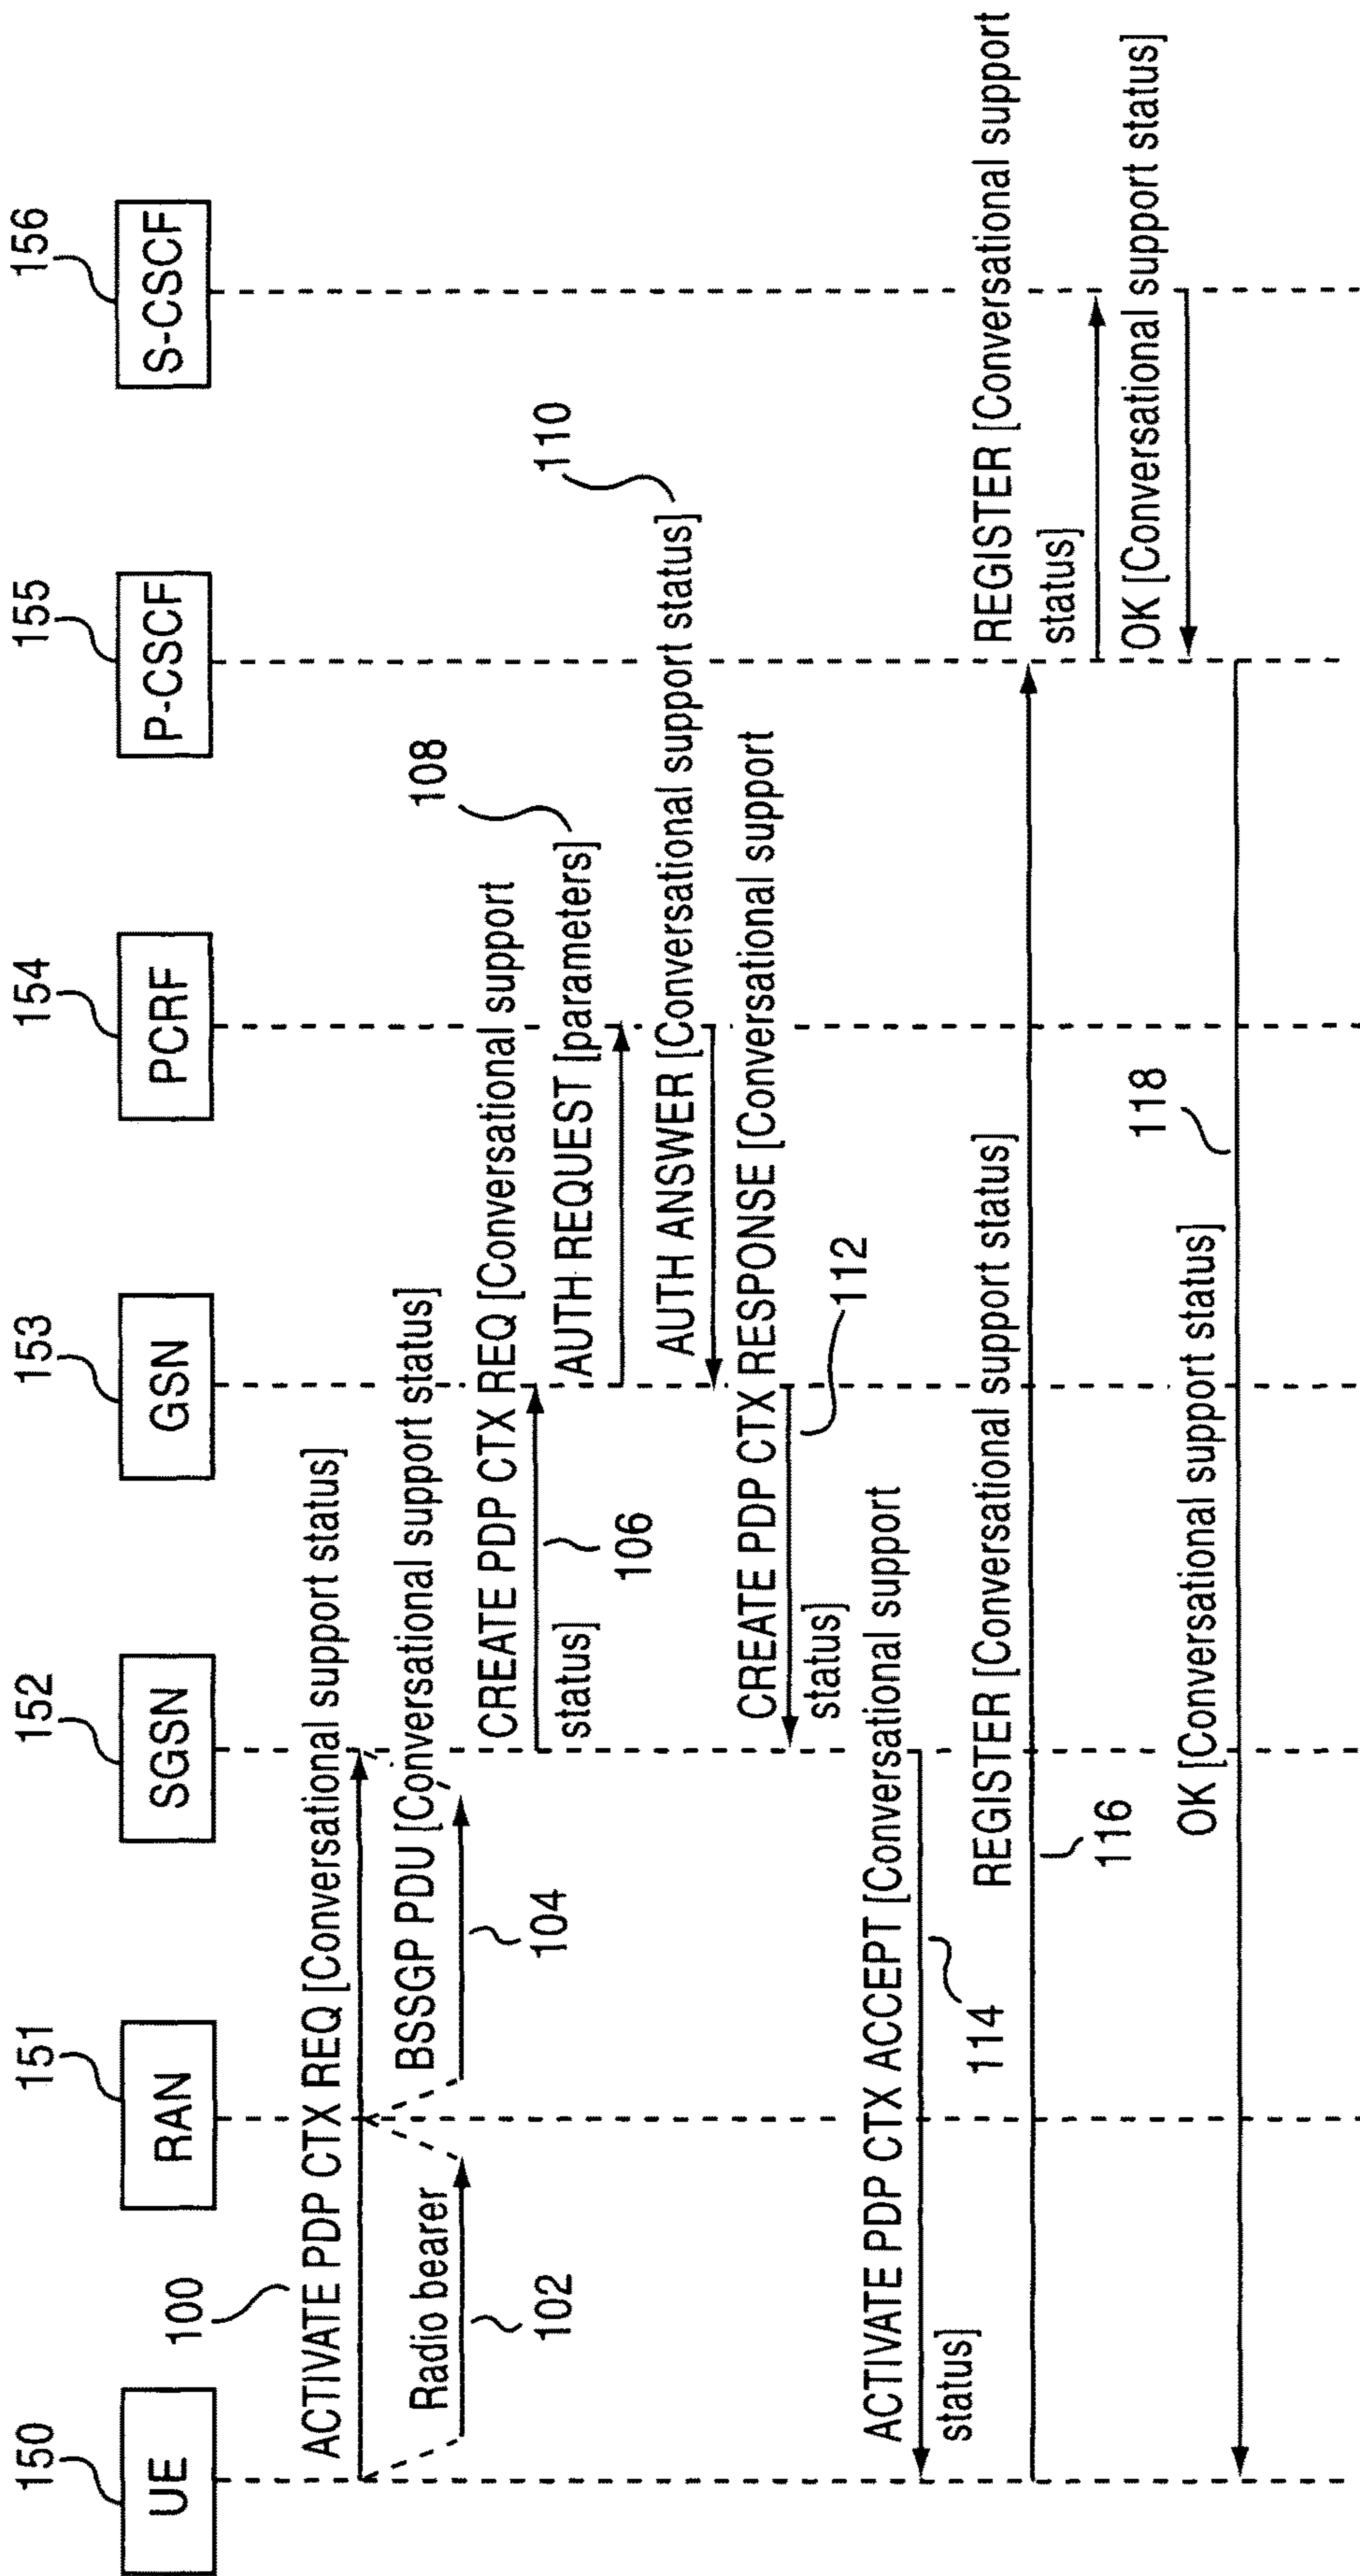 150
151
152
153
154
155
156
UE
RAN
SGSN
GSN
PCRF
P-CSCF
S-CSCF
100
ACTIVATE PDP CTX REQ [Conversational support status]
Radio bearer
102
BSSGP PDU [Conversational support status]
104
CREATE PDP CTX REQ [Conversational support
status]
106
108
AUTH REQUEST [parameters]
110
AUTH ANSWER [Conversational support status]
CREATE PDP CTX RESPONSE [Conversational support
status]
112
ACTIVATE PDP CTX ACCEPT [Conversational support
status]
114
REGISTER [Conversational support status]
116
REGISTER [Conversational support
status]
OK [Conversational support status]
OK [Conversational support status]
118